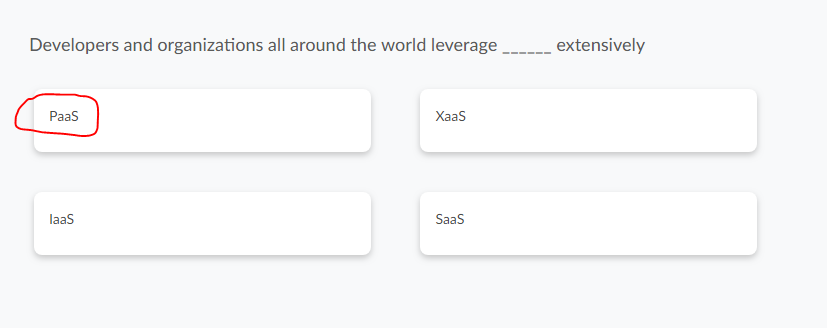 Developers and organizations all around the world leverage ______ extensively
PaaS
XaaS
IaaS
SaaS